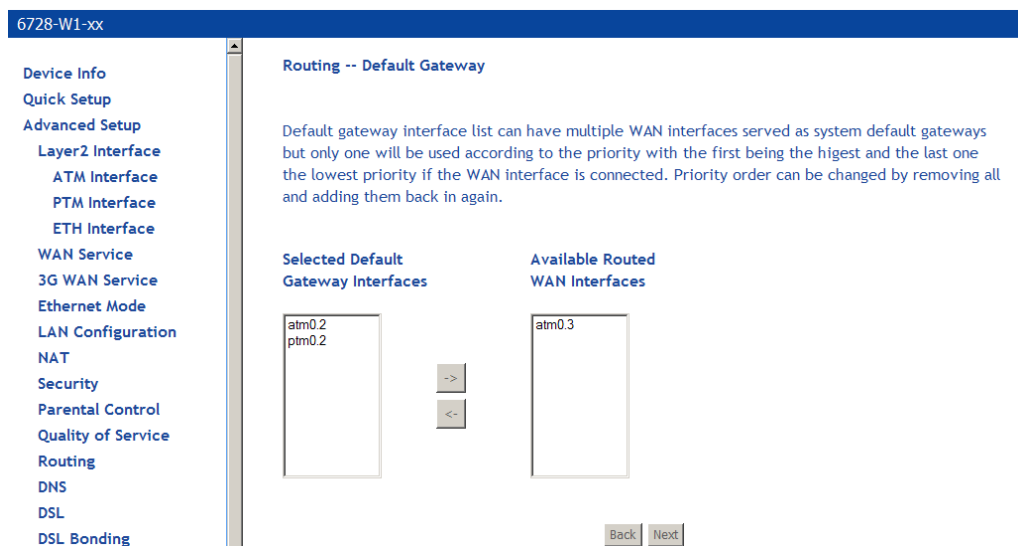 6728-W1-xx
Device Info
Quick Setup
Advanced Setup
Layer2 Interface
ATM Interface
PTM Interface
ETH Interface
WAN Service
3G WAN Service
Ethernet Mode
LAN Configuration
NAT
Security
Parental Control
Quality of Service
Routing
DNS
DSL
DSL Bonding
Routing -- Default Gateway
Default gateway interface list can have multiple WAN interfaces served as system default gateways
but only one will be used according to the priority with the first being the higest and the last one
the lowest priority if the WAN interface is connected. Priority order can be changed by removing all
and adding them back in again.
Selected Default
Gateway Interfaces
atm0.2
ptm0.2
->
<-
Available Routed
WAN Interfaces
atm0.3
Back Next